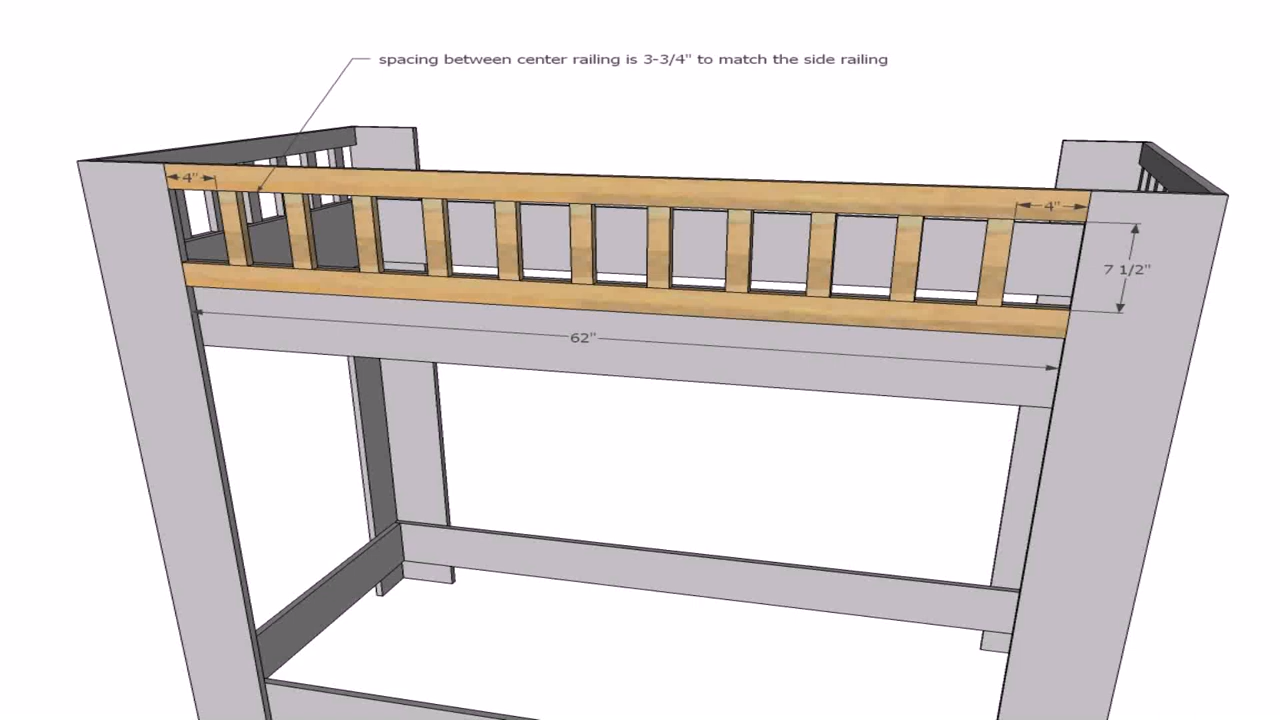 spacing between center railing is 3-3/4" to match the side railing
4"
4"
7 1/2"
62"